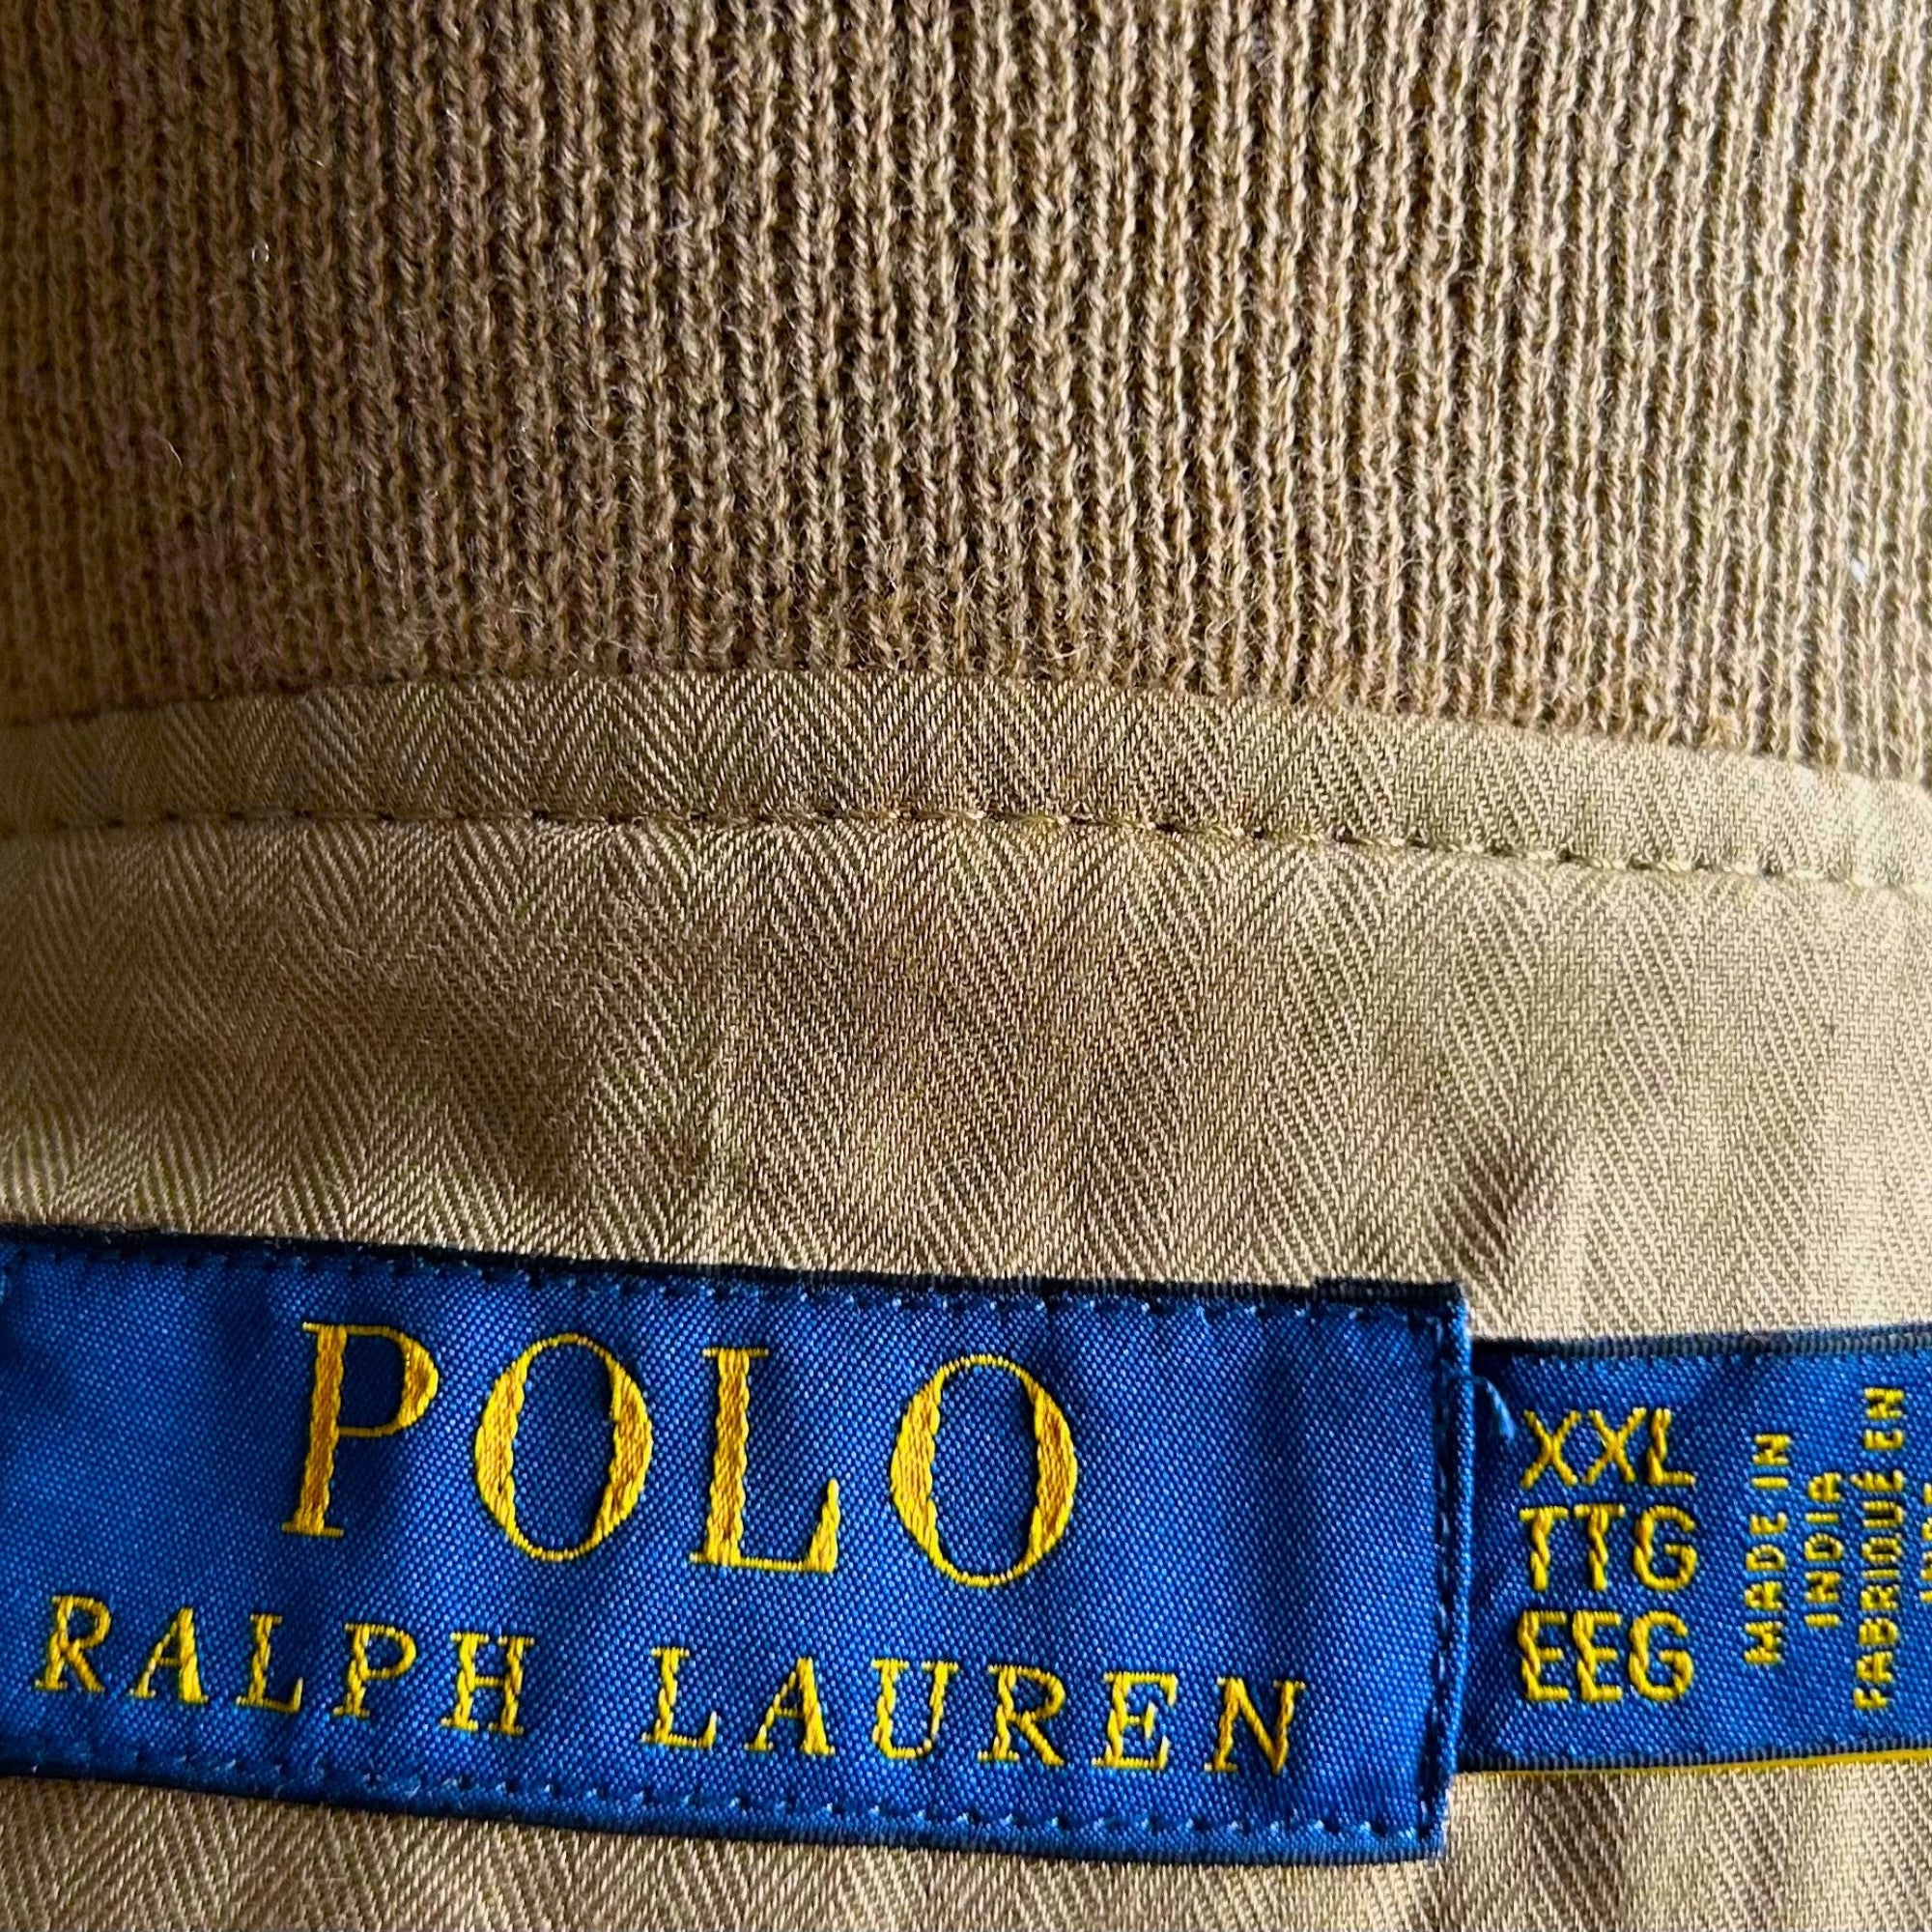 POLO
RALPH LAUREN
XXL
TTG
EEG
MADE IN
INDIA
FABRIQUÉ EN